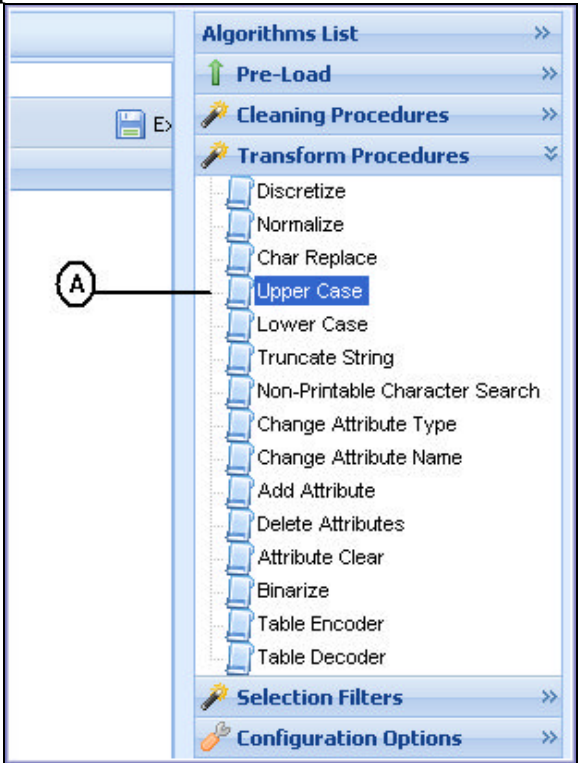 Algorithms List
Pre-Load
Cleaning Procedures
Ex
Transform Procedures
Discretize
Normalize
Char Replace
A
Upper Case
Lower Case
Truncate String
Non-Printable Character Search
Change Attribute Type
Change Attribute Name
Add Attribute
Delete Attributes
Attribute Clear
Binarize
Table Encoder
Table Decoder
Selection Filters
Configuration Options